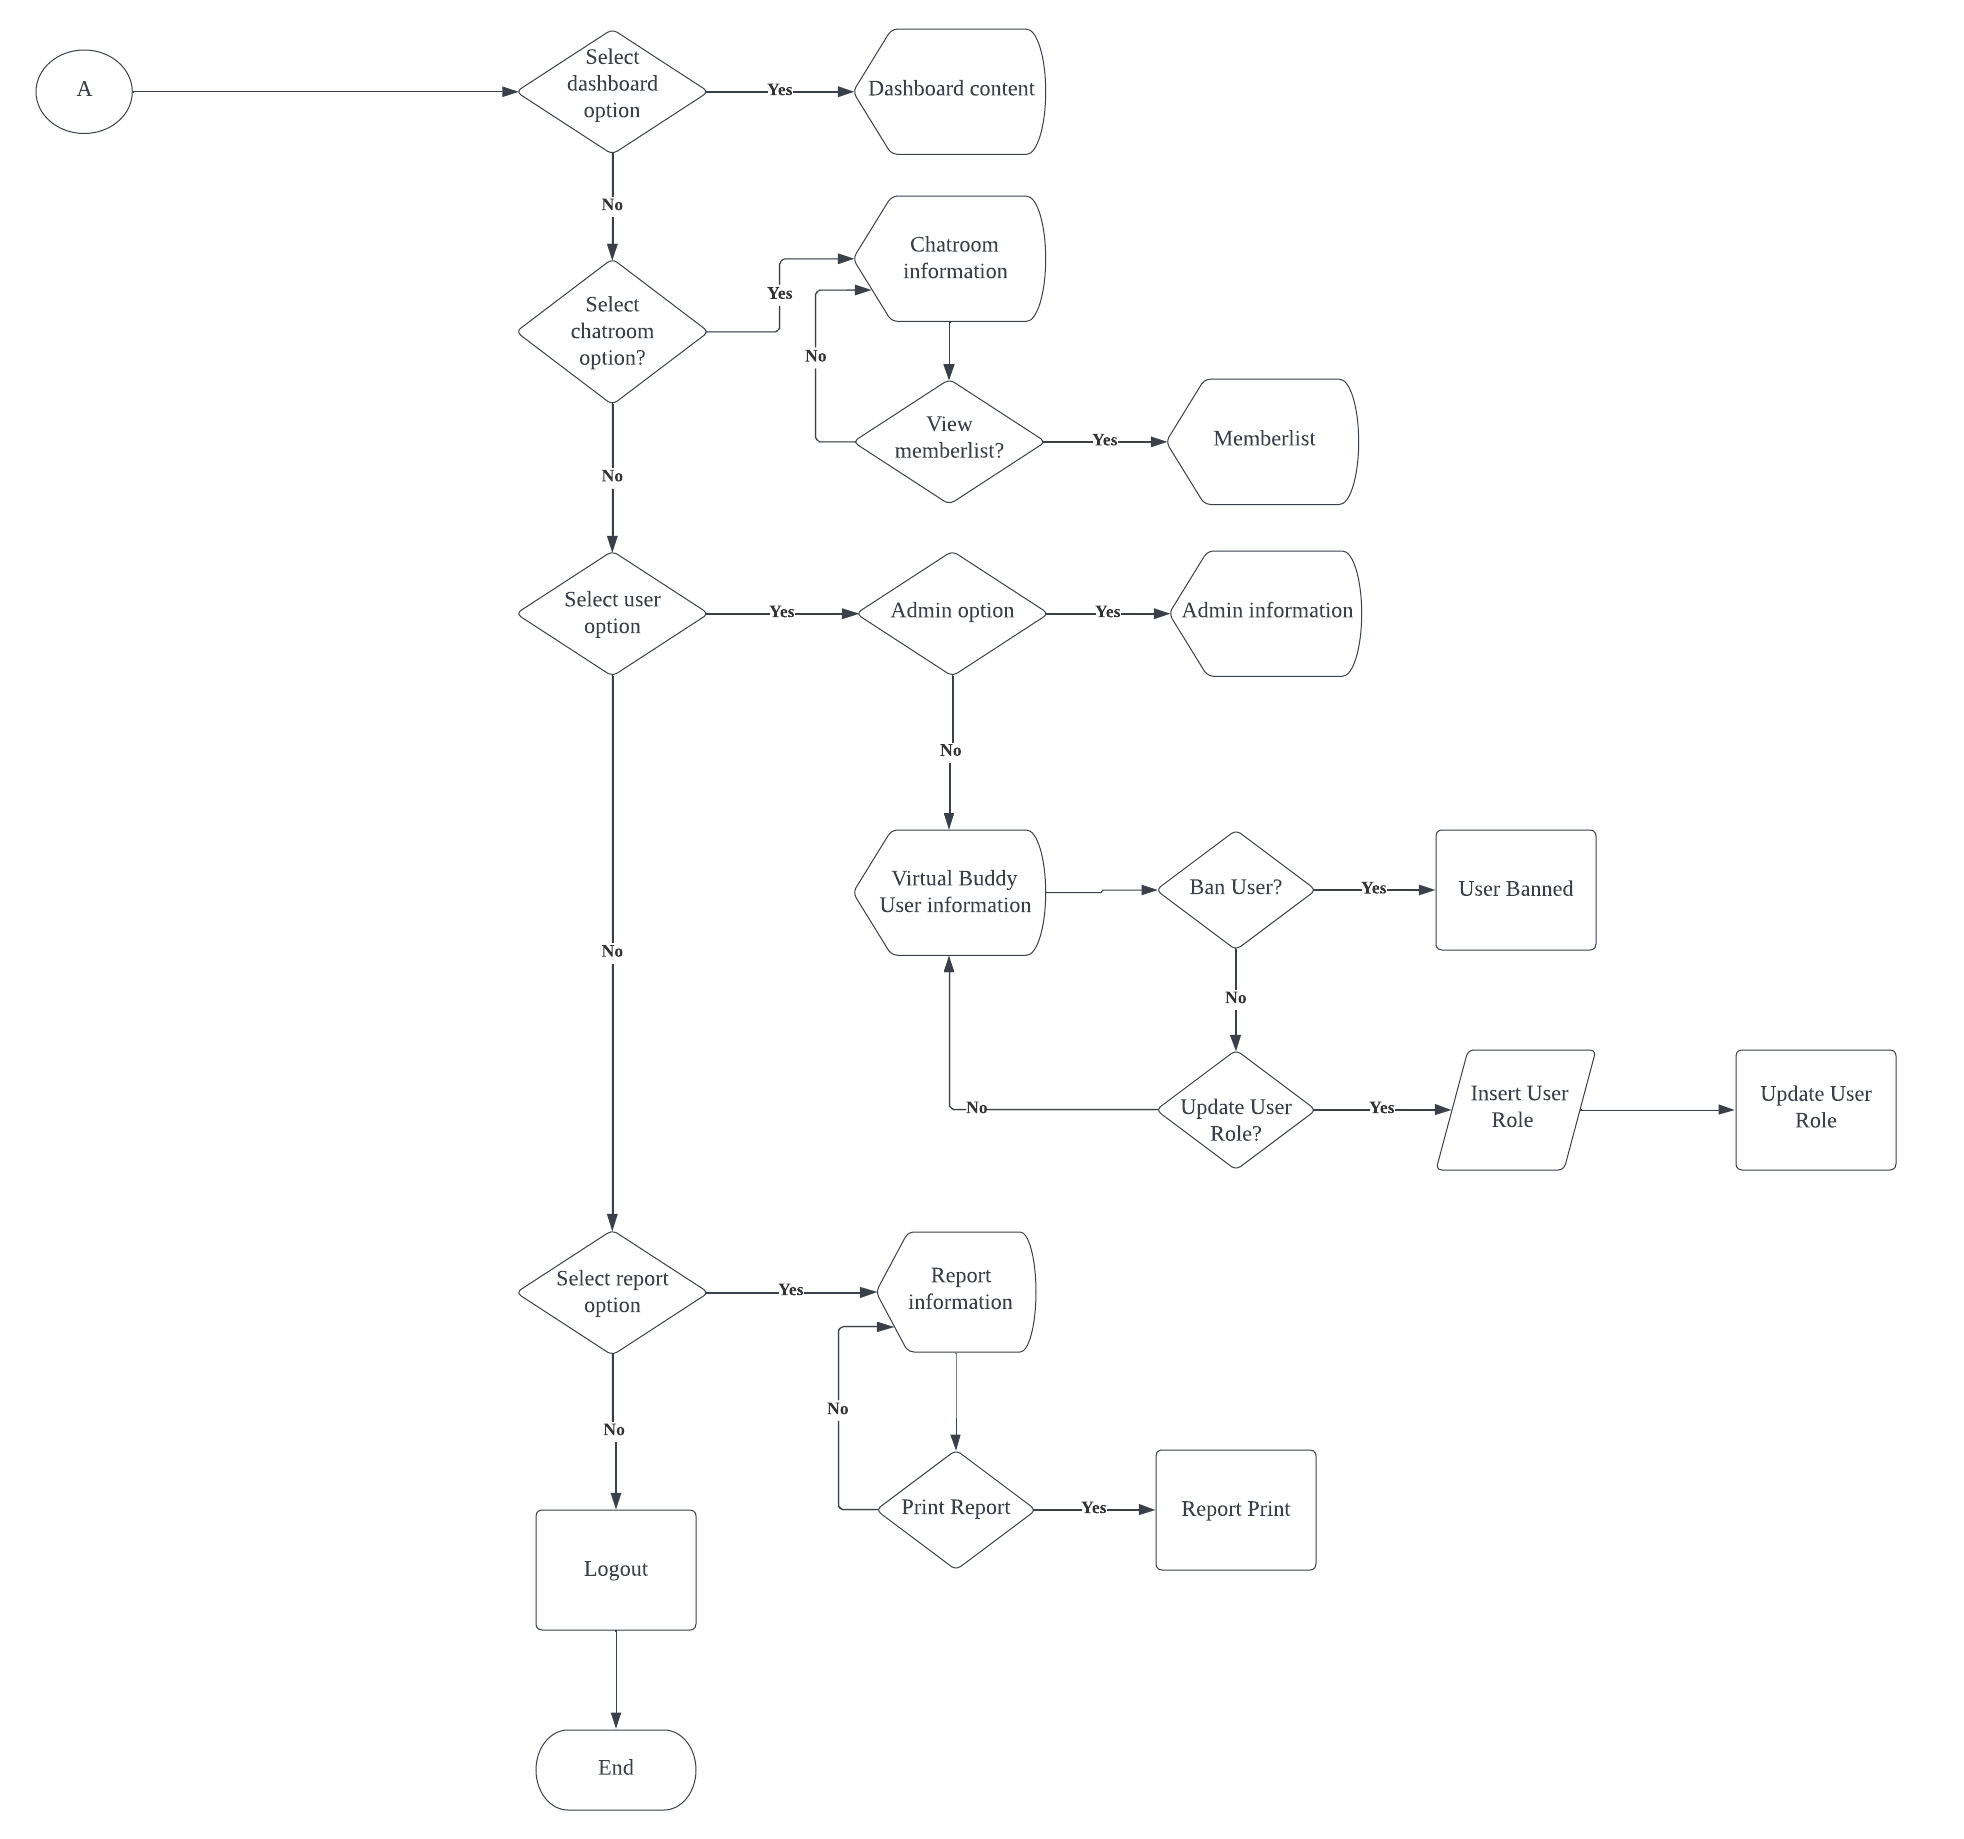 A
Select
dashboard
option
Yes
Dashboard content
No
Chatroom
information
Select
chatroom
option?
Yes
No
View
memberlist?
Yes
Memberlist
No
Select user
option
Yes
Admin option
Yes
Admin information
No
Virtual Buddy
User information
Ban User?
Yes
User Banned
No
No
Update User
Role?
Yes
Insert User
Role
Update User
Role
No
Select report
option
Yes
Report
information
No
No
Print Report
Yes
Report Print
Logout
End